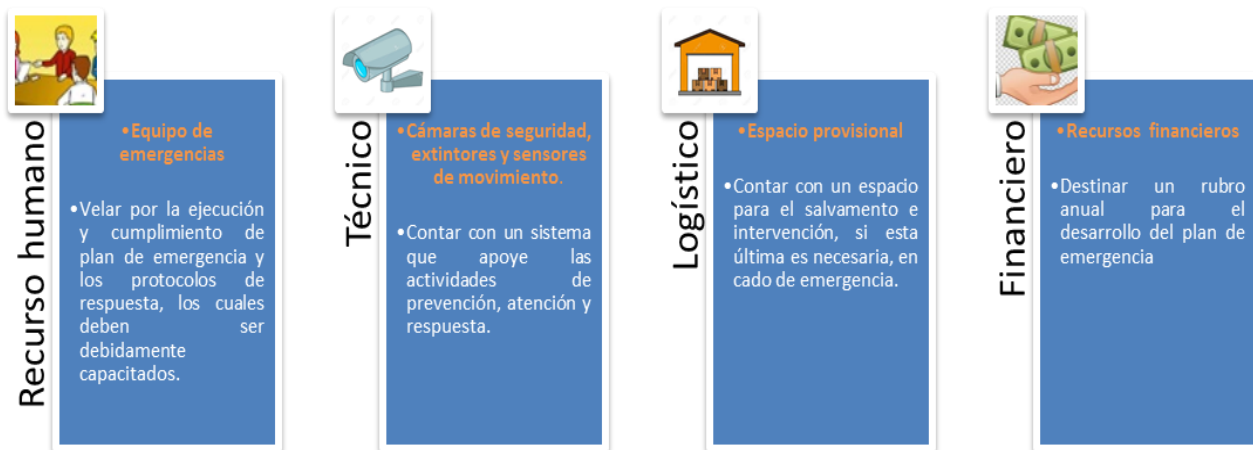 Recurso humano
•Equipo de
emergencias
•Velar por la ejecución
y cumplimiento de
plan de emergencia y
los protocolos de
respuesta, los cuales
deben ser
debidamente
capacitados.
Técnico
•Cámaras de seguridad,
extintores y sensores
de movimiento.
•Contar con un sistema
que apoye las
actividades de
prevención, atención y
respuesta.
Logístico
•Espacio provisional
•Contar con un espacio
para el salvamento e
intervención, si esta
última es necesaria, en
cado de emergencia.
Financiero
•Recursos financieros
•Destinar un rubro
anual para el
desarrollo del plan de
emergencia